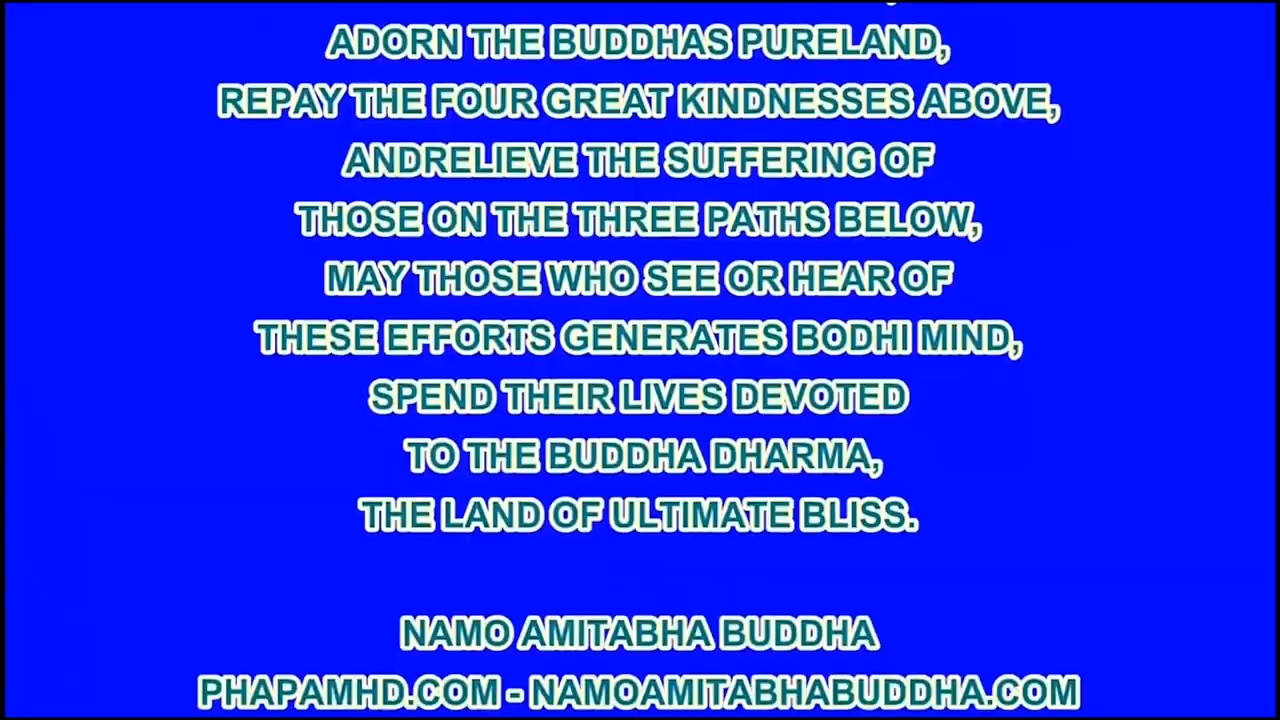 ADORN THE BUDDHAS PURELAND,
REPAY THE FOUR GREAT KINDNESSES ABOVE,
ANDRELIEVE THE SUFFERING OF
THOSE ON THE THREE PATHS BELOW,
MAY THOSE WHO SEE OR HEAR OF
THESE EFFORTS GENERATES BODHI MIND,
SPEND THEIR LIVES DEVOTED
TO THE BUDDHA DHARMA,
THE LAND OF ULTIMATE BLISS.
NAMO AMITABHA BUDDHA
PHAPAMHD.COM - NAMOAMITABHABUDDHA.COM